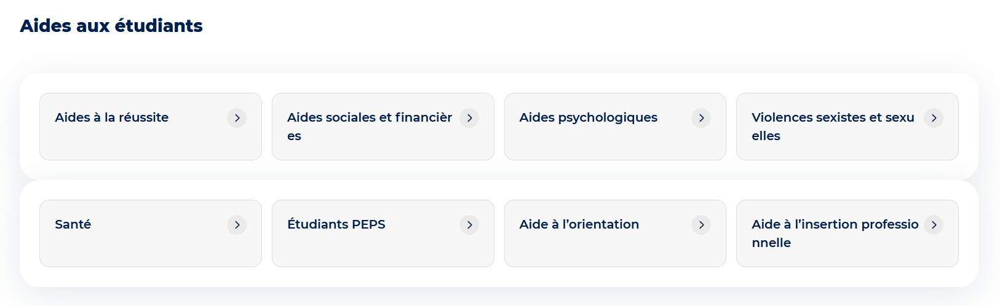 Aides aux étudiants
Aides à la réussite
Aides sociales et financièr
es
Aides psychologiques
Violences sexistes et sexu
elles
Santé
Étudiants PEPS
Aide à l’orientation
Aide à l’insertion professio
nnelle